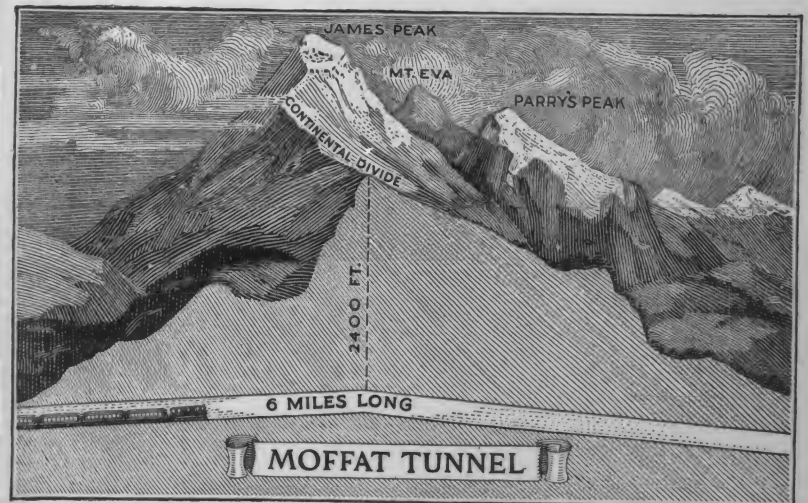 JAMES PEAK
MT. EVA
PARRY'S PEAK
CONTINENTAL-DIVIDE
2400 FT.
6 MILES LONG
MOFFAT TUNNEL